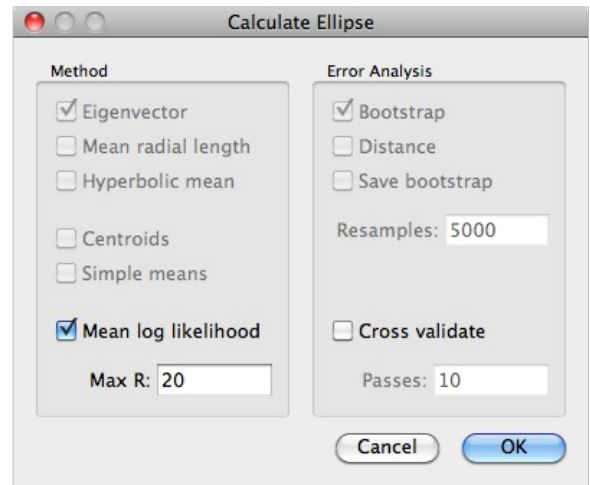 Calculate Ellipse
Method
Eigenvector
Mean radial length
Hyperbolic mean
Centroids
Simple means
Mean log likelihood
Max R: 20
Error Analysis
Bootstrap
Distance
Save bootstrap
Resamples: 5000
Cross validate
Passes: 10
Cancel
OK